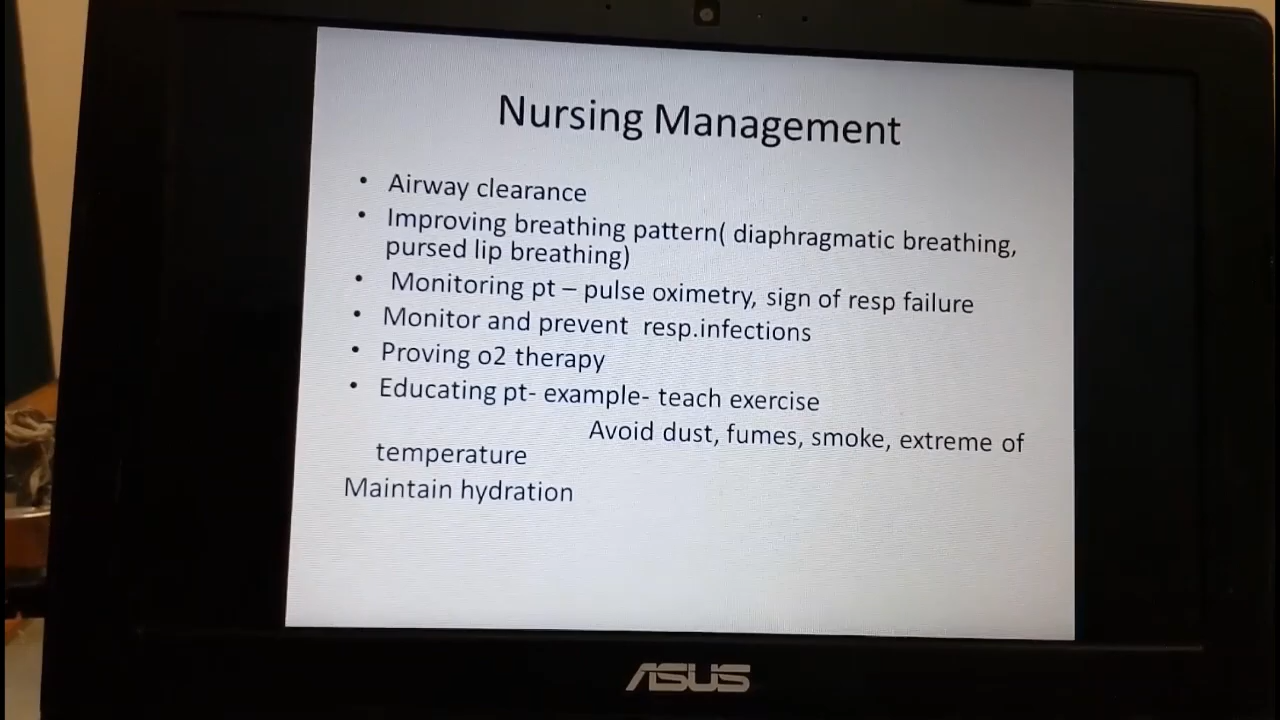 Nursing Management
• Airway clearance
• Improving breathing pattern( diaphragmatic breathing,
pursed lip breathing)
• Monitoring pt – pulse oximetry, sign of resp failure
• Monitor and prevent resp.infections
• Proving o2 therapy
• Educating pt- example- teach exercise
Avoid dust, fumes, smoke, extreme of
temperature
Maintain hydration
ASUS